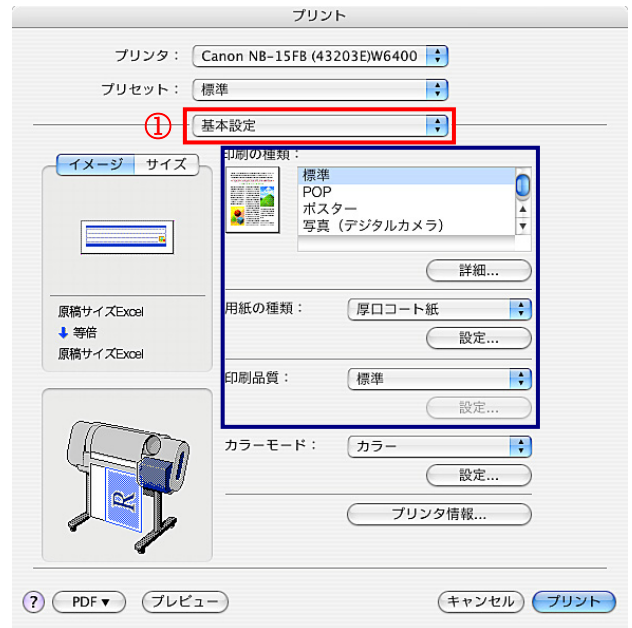 プリント
プリンタ： Canon NB-15FB (43203E)W6400
プリセット： 標準
① 基本設定
イメージ サイズ
印刷の種類：
標準
POP
ポスター
写真（デジタルカメラ）
詳細...
原稿サイズExcel
等倍
原稿サイズExcel
用紙の種類： 厚口コート紙
設定...
印刷品質： 標準
設定...
R
カラーモード： カラー
設定...
プリンタ情報...
? PDF▼ プレビュー キャンセル プリント